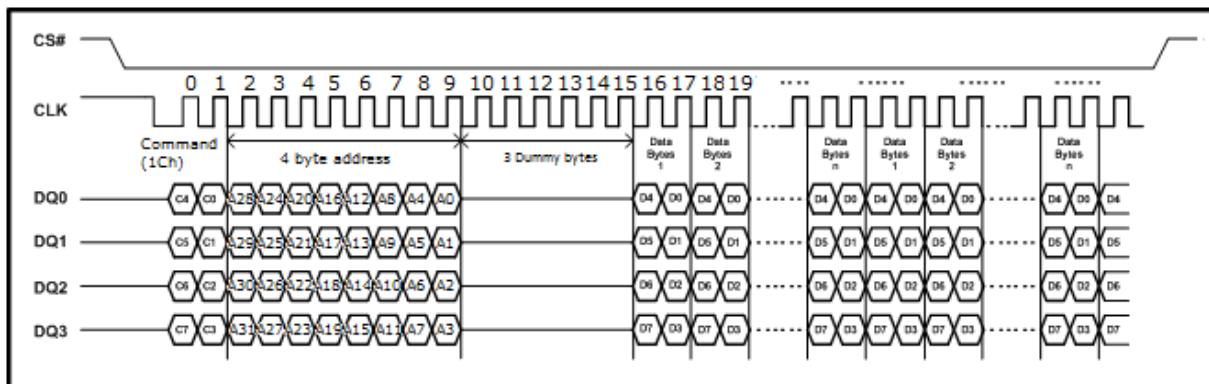 CS#
0 1 2 3 4 5 6 7 8 9 10 11 12 13 14 15 16 17 18 19
CLK
Command
(1Ch)
4 byte address
3 Dummy bytes
Data
Bytes
1
Data
Bytes
2
Data
Bytes
n
Data
Bytes
1
Data
Bytes
2
Data
Bytes
n
DQ0 C4 C0 A28 A24 A20 A16 A12 A8 A4 A0 D4 D0 D4 D0 D4 D0 D4 D0 D4 D0 D4 D0 D4
DQ1 C5 C1 A29 A25 A21 A17 A13 A9 A5 A1 D5 D1 D5 D1 D5 D1 D5 D1 D5 D1 D5 D1 D5
DQ2 C6 C2 A30 A26 A22 A18 A14 A10 A6 A2 D6 D2 D6 D2 D6 D2 D6 D2 D6 D2 D6 D2 D6
DQ3 C7 C3 A31 A27 A23 A19 A15 A11 A7 A3 D7 D3 D7 D3 D7 D3 D7 D3 D7 D3 D7 D3 D7